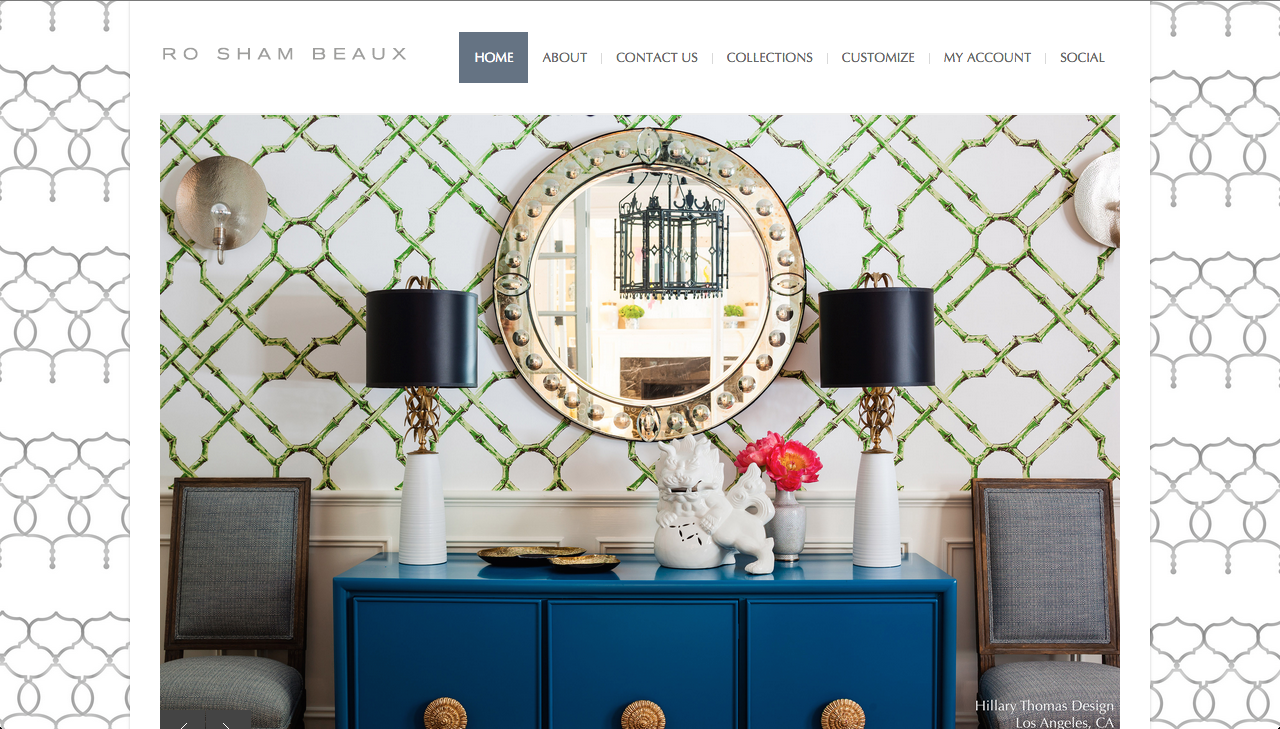 RO SHAM BEAUX
HOME
ABOUT
CONTACT US
COLLECTIONS
CUSTOMIZE
MY ACCOUNT
SOCIAL
Hillary Thomas Design
Los Angeles, CA